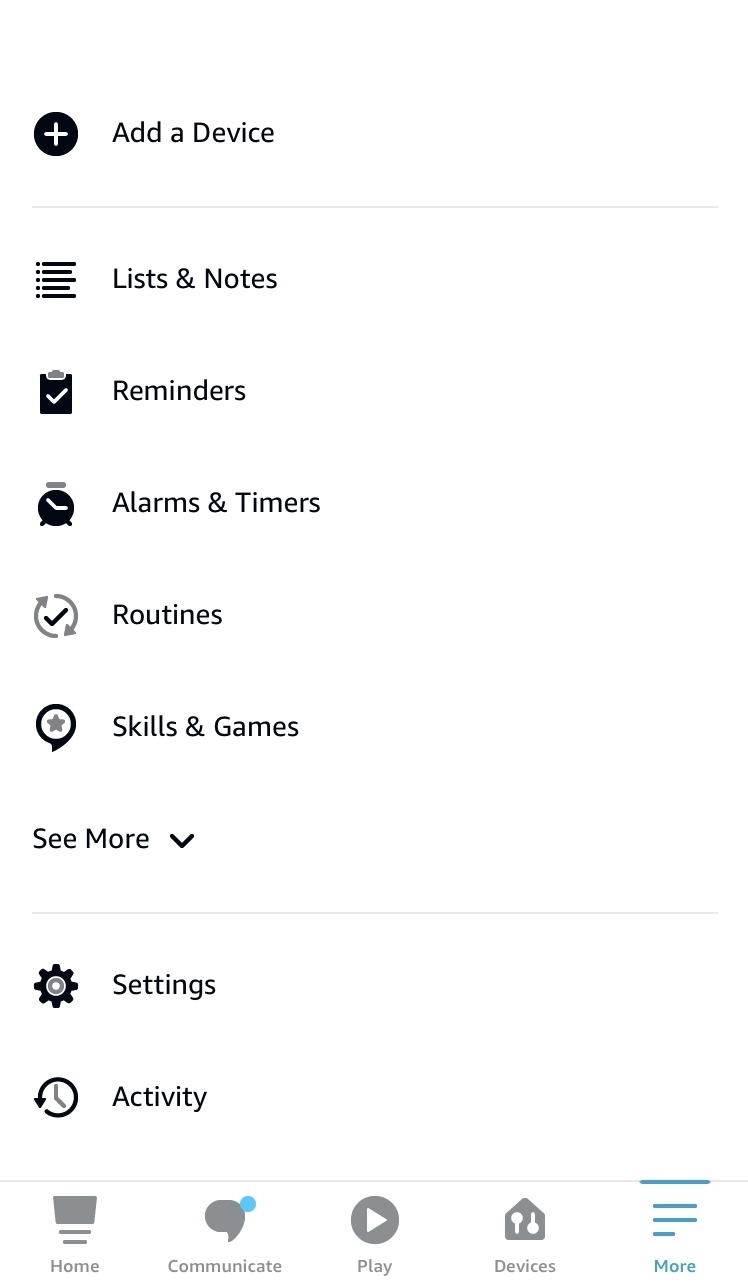 Add a Device
Lists & Notes
Reminders
Alarms & Timers
Routines
Skills & Games
See More
Settings
Activity
Home Communicate Play Devices More